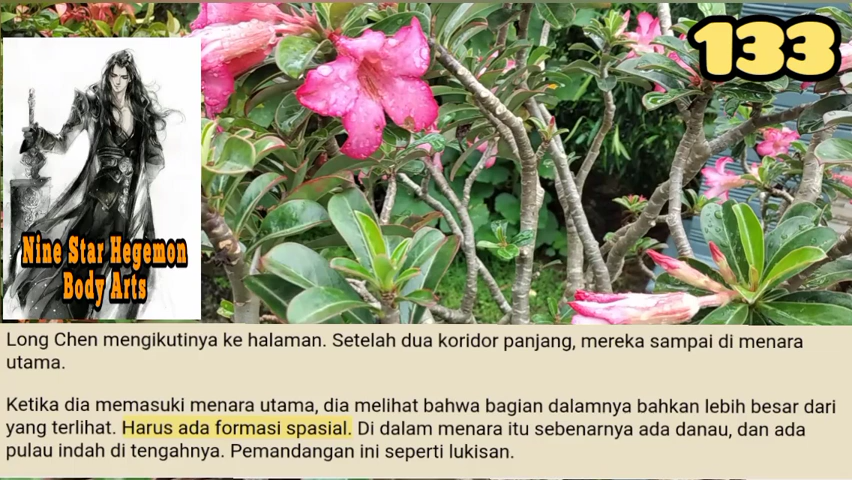 133
Nine Star Hegemon
Body Arts
Long Chen mengikutinya ke halaman. Setelah dua koridor panjang, mereka sampai di menara
utama.
Ketika dia memasuki menara utama, dia melihat bahwa bagian dalamnya bahkan lebih besar dari
yang terlihat. Harus ada formasi spasial. Di dalam menara itu sebenarnya ada danau, dan ada
pulau indah di tengahnya. Pemandangan ini seperti lukisan.